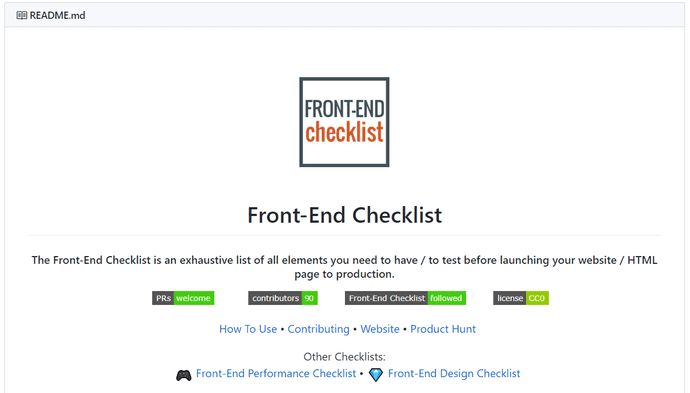 README.md
FRONT-END
checklist
Front-End Checklist
The Front-End Checklist is an exhaustive list of all elements you need to have / to test before launching your website / HTML
page to production.
PRs welcome contributors 90 Front-End Checklist followed license CC0
How To Use • Contributing • Website • Product Hunt
Other Checklists:
Front-End Performance Checklist • Front-End Design Checklist